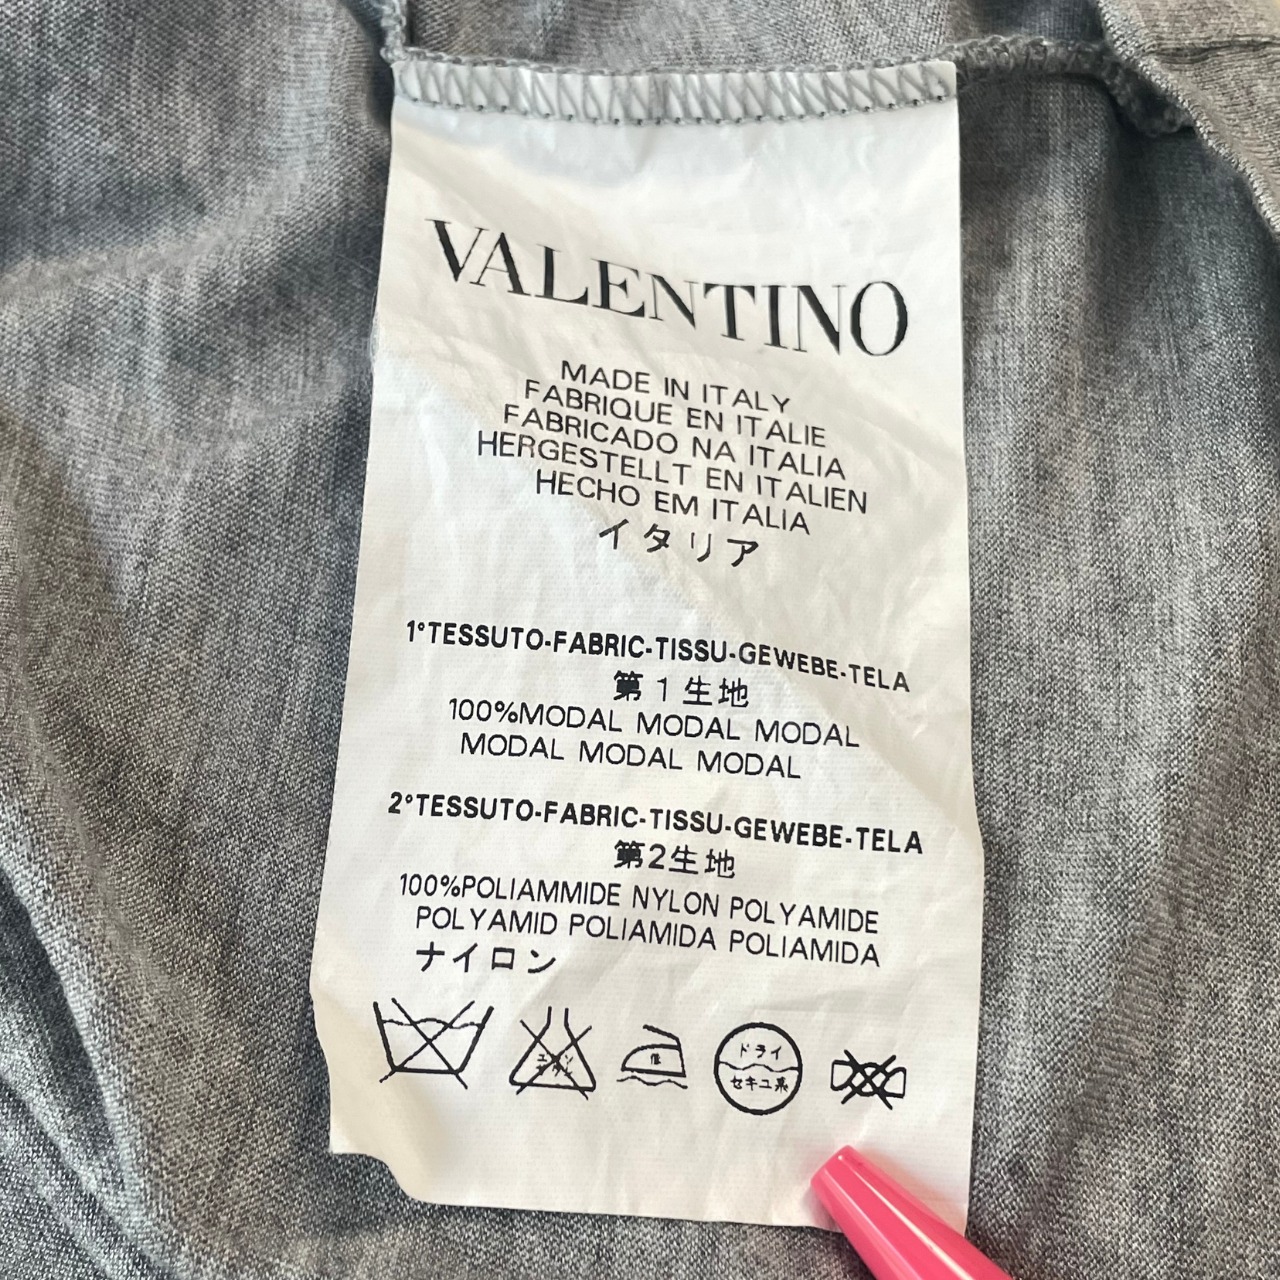 VALENTINO
MADE IN ITALY
FABRIQUE EN ITALIE
FABRICADO NA ITALIA
HERGESTELLT EN ITALIEN
HECHO EM ITALIA
イタリア
1°TESSUTO-FABRIC-TISSU-GEWEBE-TELA
第1生地
100%MODAL MODAL MODAL
MODAL MODAL MODAL
2°TESSUTO-FABRIC-TISSU-GEWEBE-TELA
第2生地
100%POLIAMMIDE NYLON POLYAMIDE
POLYAMID POLIAMIDA POLIAMIDA
ナイロン
低
ドライ
セキユ系